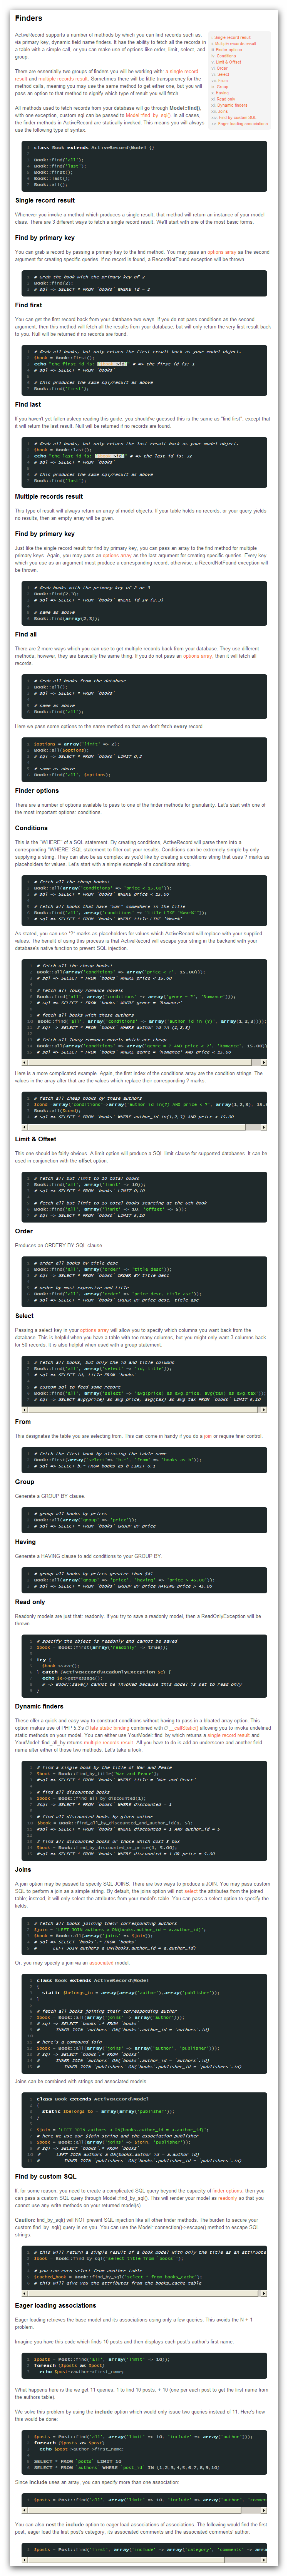 Finders
ActiveRecord supports a number of methods by which you can find records such as:
via primary key, dynamic field name finders. It has the ability to fetch all the records in
a table with a simple call, or you can make use of options like order, limit, select, and
group.
i. Single record result
ii. Multiple records result
iii. Finder options
iv. Conditions
v. Limit & Offset
vi. Order
vii. Select
viii. From
ix. Group
x. Having
xi. Read only
xii. Dynamic finders
xiii. Joins
xiv. Find by custom SQL
xv. Eager loading associations
There are essentially two groups of finders you will be working with: a single record
result and multiple records result. Sometimes there will be little transparency for the
method calls, meaning you may use the same method to get either one, but you will
pass an option to that method to signify which type of result you will fetch.
All methods used to fetch records from your database will go through Model::find(),
with one exception, custom sql can be passed to Model::find_by_sql(). In all cases,
the finder methods in ActiveRecord are statically invoked. This means you will always
use the following type of syntax.
class Book extends ActiveRecord\Model {}
Book::find('all');
Book::find('last');
Book::first();
Book::last();
Book::all();
Single record result
Whenever you invoke a method which produces a single result, that method will return an instance of your model
class. There are 3 different ways to fetch a single record result. We'll start with one of the most basic forms.
Find by primary key
You can grab a record by passing a primary key to the find method. You may pass an options array as the second
argument for creating specific queries. If no record is found, a RecordNotFound exception will be thrown.
# Grab the book with the primary key of 2
Book::find(2);
# sql => SELECT * FROM `books` WHERE id = 2
Find first
You can get the first record back from your database two ways. If you do not pass conditions as the second
argument, then this method will fetch all the results from your database, but will only return the very first result back
to you. Null will be returned if no records are found.
# Grab all books, but only return the first result back as your model object.
$book = Book::first();
echo "the first id is: # => the first id is: 1
# sql => SELECT * FROM `books`
# this produces the same sql/result as above
Book::find('first');
Find last
If you haven't yet fallen asleep reading this guide, you should've guessed this is the same as "find first", except that
it will return the last result. Null will be returned if no records are found.
# Grab all books, but only return the last result back as your model object.
$book = Book::last();
echo "the last id is: # => the last id is: 32
# sql => SELECT * FROM `books`
# this produces the same sql/result as above
Book::find('last');
Multiple records result
This type of result will always return an array of model objects. If your table holds no records, or your query yields
no results, then an empty array will be given.
Find by primary key
Just like the single record result for find by primary key, you can pass an array to the find method for multiple
primary keys. Again, you may pass an options array as the last argument for creating specific queries. Every key
which you use as an argument must produce a corresponding record, otherwise, a RecordNotFound exception will
be thrown.
# Grab books with the primary key of 2 or 3
Book::find(2,3);
# sql => SELECT * FROM `books` WHERE id IN (2,3)
# same as above
Book::find(array(2,3));
Find all
There are 2 more ways which you can use to get multiple records back from your database. They use different
methods; however, they are basically the same thing. If you do not pass an options array, then it will fetch all
records.
# Grab all books from the database
Book::all();
# sql => SELECT * FROM `books`
# same as above
Book::find('all');
Here we pass some options to the same method so that we don't fetch every record.
$options = array('limit' => 2);
Book::all($options);
# sql => SELECT * FROM `books` LIMIT 0,2
# same as above
Book::find('all', $options);
Finder options
There are a number of options available to pass to one of the finder methods for granularity. Let's start with one of
the most important options: conditions.
Conditions
This is the "WHERE" of a SQL statement. By creating conditions, ActiveRecord will parse them into a
corresponding "WHERE" SQL statement to filter out your results. Conditions can be extremely simple by only
supplying a string. They can also be as complex as you'd like by creating a conditions string that uses ? marks as
placeholders for values. Let's start with a simple example of a conditions string.
# fetch all the cheap books!
Book::all(array('conditions' => 'price < 15.00'));
# sql => SELECT * FROM `books` WHERE price < 15.00
# fetch all books that have "war" somewhere in the title
Book::find('all', array('conditions' => "title LIKE '%war%'"));
# sql => SELECT * FROM `books` WHERE title LIKE '%war%'
As stated, you can use *?* marks as placeholders for values which ActiveRecord will replace with your supplied
values. The benefit of using this process is that ActiveRecord will escape your string in the backend with your
database's native function to prevent SQL injection.
# fetch all the cheap books!
Book::all(array('conditions' => array('price < ?', 15.00)));
# sql => SELECT * FROM `books` WHERE price < 15.00
# fetch all lousy romance novels
Book::find('all', array('conditions' => array('genre = ?', 'Romance')));
# sql => SELECT * FROM `books` WHERE genre = 'Romance'
# fetch all books with these authors
Book::find('all', array('conditions' => array('author_id in (?)', array(1,2,3))));
# sql => SELECT * FROM `books` WHERE author_id in (1,2,3)
# fetch all lousy romance novels which are cheap
Book::all(array('conditions' => array('genre = ? AND price < ?', 'Romance', 15.00)));
# sql => SELECT * FROM `books` WHERE genre = 'Romance' AND price < 15.00
Here is a more complicated example. Again, the first index of the conditions array are the condition strings. The
values in the array after that are the values which replace their corresponding ? marks.
# fetch all cheap books by these authors
$cond =array('conditions'=>array('author_id in(?) AND price < ?', array(1,2,3), 15.
Book::all($cond);
# sql => SELECT * FROM `books` WHERE author_id in(1,2,3) AND price < 15.00
Limit & Offset
This one should be fairly obvious. A limit option will produce a SQL limit clause for supported databases. It can be
used in conjunction with the offset option.
# fetch all but limit to 10 total books
Book::find('all', array('limit' => 10));
# sql => SELECT * FROM `books` LIMIT 0,10
# fetch all but limit to 10 total books starting at the 6th book
Book::find('all', array('limit' => 10, 'offset' => 5));
# sql => SELECT * FROM `books` LIMIT 5,10
Order
Produces an ORDERY BY SQL clause.
# order all books by title desc
Book::find('all', array('order' => 'title desc'));
# sql => SELECT * FROM `books` ORDER BY title desc
# order by most expensive and title
Book::find('all', array('order' => 'price desc, title asc'));
# sql => SELECT * FROM `books` ORDER BY price desc, title asc
Select
Passing a select key in your options array will allow you to specify which columns you want back from the
database. This is helpful when you have a table with too many columns, but you might only want 3 columns back
for 50 records. It is also helpful when used with a group statement.
# fetch all books, but only the id and title columns
Book::find('all', array('select' => 'id, title'));
# sql => SELECT id, title FROM `books`
# custom sql to feed some report
Book::find('all', array('select' => 'avg(price) as avg_price, avg(tax) as avg_tax'));
# sql => SELECT avg(price) as avg_price, avg(tax) as avg_tax FROM `books` LIMIT 5,10
From
This designates the table you are selecting from. This can come in handy if you do a join or require finer control.
# fetch the first book by aliasing the table name
Book::first(array('select'=> 'b.*', 'from' => 'books as b'));
# sql => SELECT b.* FROM books as b LIMIT 0,1
Group
Generate a GROUP BY clause.
# group all books by prices
Book::all(array('group' => 'price'));
# sql => SELECT * FROM `books` GROUP BY price
Having
Generate a HAVING clause to add conditions to your GROUP BY.
# group all books by prices greater than $45
Book::all(array('group' => 'price', 'having' => 'price > 45.00'));
# sql => SELECT * FROM `books` GROUP BY price HAVING price > 45.00
Read only
Readonly models are just that: readonly. If you try to save a readonly model, then a ReadOnlyException will be
thrown.
# specify the object is readonly and cannot be saved
$book = Book::first(array('readonly' => true));
try {
$book->save();
} catch (ActiveRecord\ReadOnlyException $e) {
echo $e->getMessage();
# => Book::save() cannot be invoked because this model is set to read only
}
Dynamic finders
These offer a quick and easy way to construct conditions without having to pass in a bloated array option. This
option makes use of PHP 5.3's late static binding combined with __callStatic() allowing you to invoke undefined
static methods on your model. You can either use YourModel::find_by which returns a single record result and
YourModel::find_all_by returns multiple records result. All you have to do is add an underscore and another field
name after either of those two methods. Let's take a look.
# find a single book by the title of War and Peace
$book = Book::find_by_title('War and Peace');
#sql => SELECT * FROM `books` WHERE title = 'War and Peace'
# find all discounted books
$book = Book::find_all_by_discounted(1);
#sql => SELECT * FROM `books` WHERE discounted = 1
# find all discounted books by given author
$book = Book::find_all_by_discounted_and_author_id(1, 5);
#sql => SELECT * FROM `books` WHERE discounted = 1 AND author_id = 5
# find all discounted books or those which cost 5 bux
$book = Book::find_by_discounted_or_price(1, 5.00);
#sql => SELECT * FROM `books` WHERE discounted = 1 OR price = 5.00
Joins
A join option may be passed to specify SQL JOINS. There are two ways to produce a JOIN. You may pass custom
SQL to perform a join as a simple string. By default, the joins option will not select the attributes from the joined
table; instead, it will only select the attributes from your model's table. You can pass a select option to specify the
fields.
# fetch all books joining their corresponding authors
$join = 'LEFT JOIN authors a ON(books.author_id = a.author_id)';
$book = Book::all(array('joins' => $join));
# sql => SELECT `books`.* FROM `books`
# LEFT JOIN authors a ON(books.author_id = a.author_id)
Or, you may specify a join via an associated model.
class Book extends ActiveRecord\Model
{
static $belongs_to = array(array('author'),array('publisher'));
}
# fetch all books joining their corresponding author
$book = Book::all(array('joins' => array('author')));
# sql => SELECT `books`.* FROM `books`
# INNER JOIN `authors` ON(`books`.author_id = `authors`.id)
# here's a compound join
$book = Book::all(array('joins' => array('author', 'publisher')));
# sql => SELECT `books`.* FROM `books`
# INNER JOIN `authors` ON(`books`.author_id = `authors`.id)
# INNER JOIN `publishers` ON(`books`.publisher_id = `publishers`.id)
Joins can be combined with strings and associated models.
class Book extends ActiveRecord\Model
{
static $belongs_to = array(array('publisher'));
}
$join = 'LEFT JOIN authors a ON(books.author_id = a.author_id)';
# here we use our $join string and the association publisher
$book = Book::all(array('joins' => $join, 'publisher'));
# sql => SELECT `books`.* FROM `books`
# LEFT JOIN authors a ON(books.author_id = a.author_id)
# INNER JOIN `publishers` ON(`books`.publisher_id = `publishers`.id)
Find by custom SQL
If, for some reason, you need to create a complicated SQL query beyond the capacity of finder options, then you
can pass a custom SQL query through Model::find_by_sql(). This will render your model as readonly so that you
cannot use any write methods on your returned model(s).
Caution: find_by_sql() will NOT prevent SQL injection like all other finder methods. The burden to secure your
custom find_by_sql() query is on you. You can use the Model::connection()->escape() method to escape SQL
strings.
# this will return a single result of a book model with only the title as an attribute
$book = Book::find_by_sql('select title from `books`');
# you can even select from another table
$cached_book = Book::find_by_sql('select * from books_cache');
# this will give you the attributes from the books_cache table
Eager loading associations
Eager loading retrieves the base model and its associations using only a few queries. This avoids the N + 1
problem.
Imagine you have this code which finds 10 posts and then displays each post's author's first name.
$posts = Post::find('all', array('limit' => 10));
foreach ($posts as $post)
echo $post->author->first_name;
What happens here is the we get 11 queries, 1 to find 10 posts, + 10 (one per each post to get the first name from
the authors table).
We solve this problem by using the include option which would only issue two queries instead of 11. Here's how
this would be done:
$posts = Post::find('all', array('limit' => 10, 'include' => array('author')));
foreach ($posts as $post)
echo $post->author->first_name;
SELECT * FROM `posts` LIMIT 10
SELECT * FROM `authors` WHERE `post_id` IN (1,2,3,4,5,6,7,8,9,10)
Since include uses an array, you can specify more than one association:
$posts = Post::find('all', array('limit' => 10, 'include' => array('author', 'commen
You can also nest the include option to eager load associations of associations. The following would find the first
post, eager load the first post's category, its associated comments and the associated comments' author:
$posts = Post::find('first', array('include' => array('category', 'comments' => arra